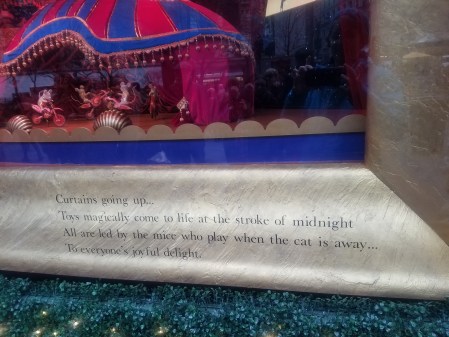 Curtains going up...
Toys magically come to life at the stroke of midnight
All are led by the mice who play when the cat is away...
To everyone's joyful delight.